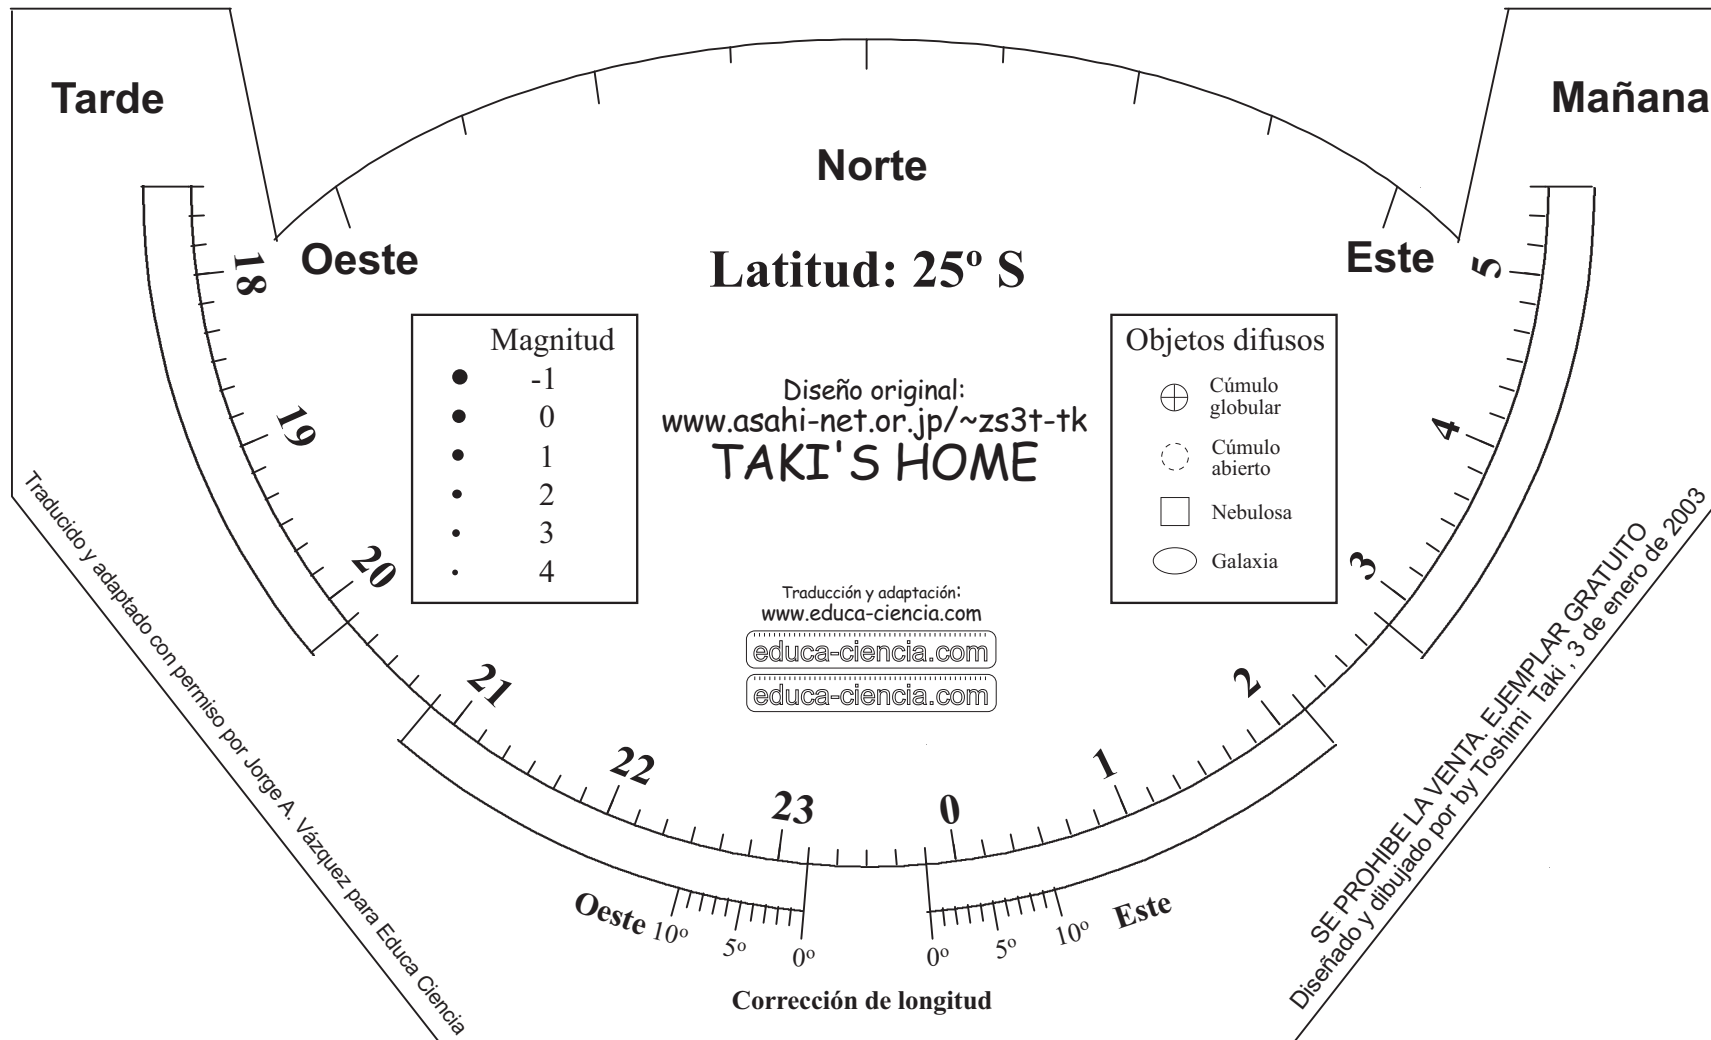 Tarde
Mañana
Norte
Oeste
Este
Latitud: 25º S
18
19
20
21
22
23
0
1
2
3
4
5
Magnitud
-1
0
1
2
3
4
Diseño original:
www.asahi-net.or.jp/~zs3t-tk
TAKI'S HOME
Objetos difusos
Cúmulo
globular
Cúmulo
abierto
Nebulosa
Galaxia
Traducción y adaptación:
www.educa-ciencia.com
educa-ciencia.com
educa-ciencia.com
Oeste 10º 5º 0º
0º 5º 10º Este
Corrección de longitud
Traducido y adaptado con permiso por Jorge A. Vázquez para Educa Ciencia
SE PROHIBE LA VENTA. EJEMPLAR GRATUITO
Diseñado y dibujado por by Toshimi Taki , 3 de enero de 2003